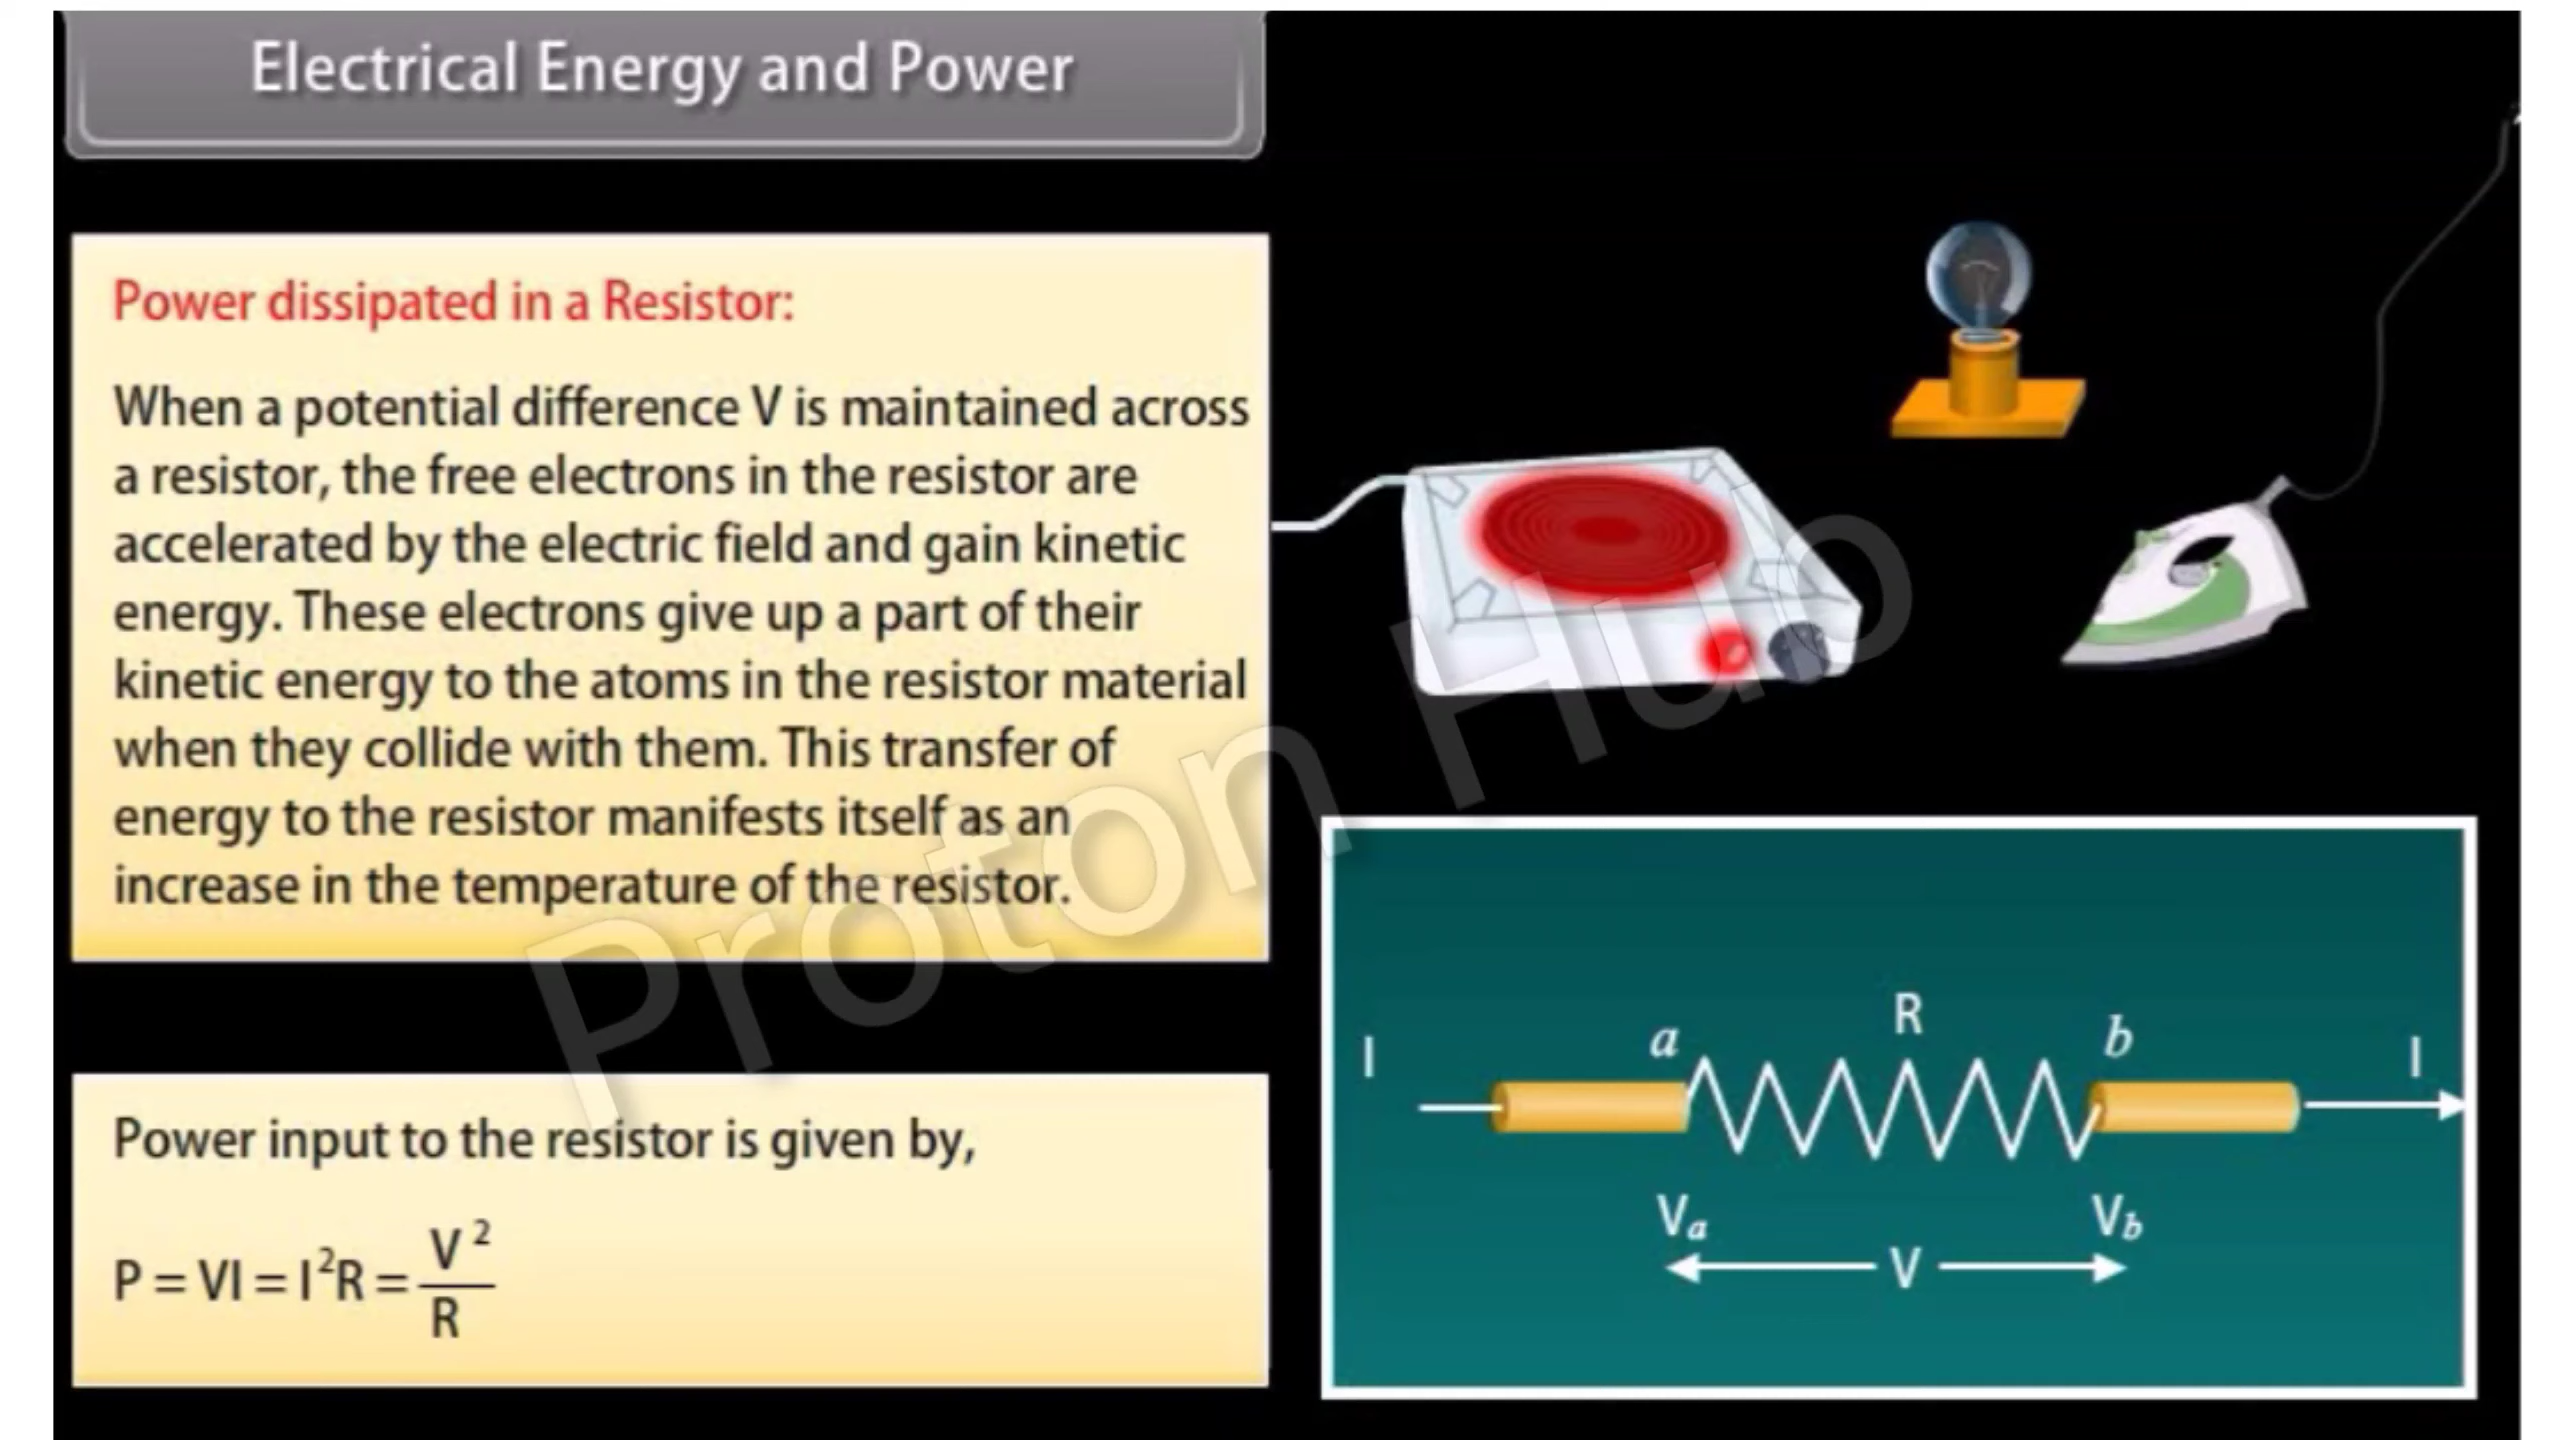 Electrical Energy and Power
Power dissipated in a Resistor:
When a potential difference V is maintained across
a resistor, the free electrons in the resistor are
accelerated by the electric field and gain kinetic
energy. These electrons give up a part of their
kinetic energy to the atoms in the resistor material
when they collide with them. This transfer of
energy to the resistor manifests itself as an
increase in the temperature of the resistor.
Power input to the resistor is given by,
P = VI = I²R = V²/R
Proton Hub
R
a b
I I
Va Vb
V